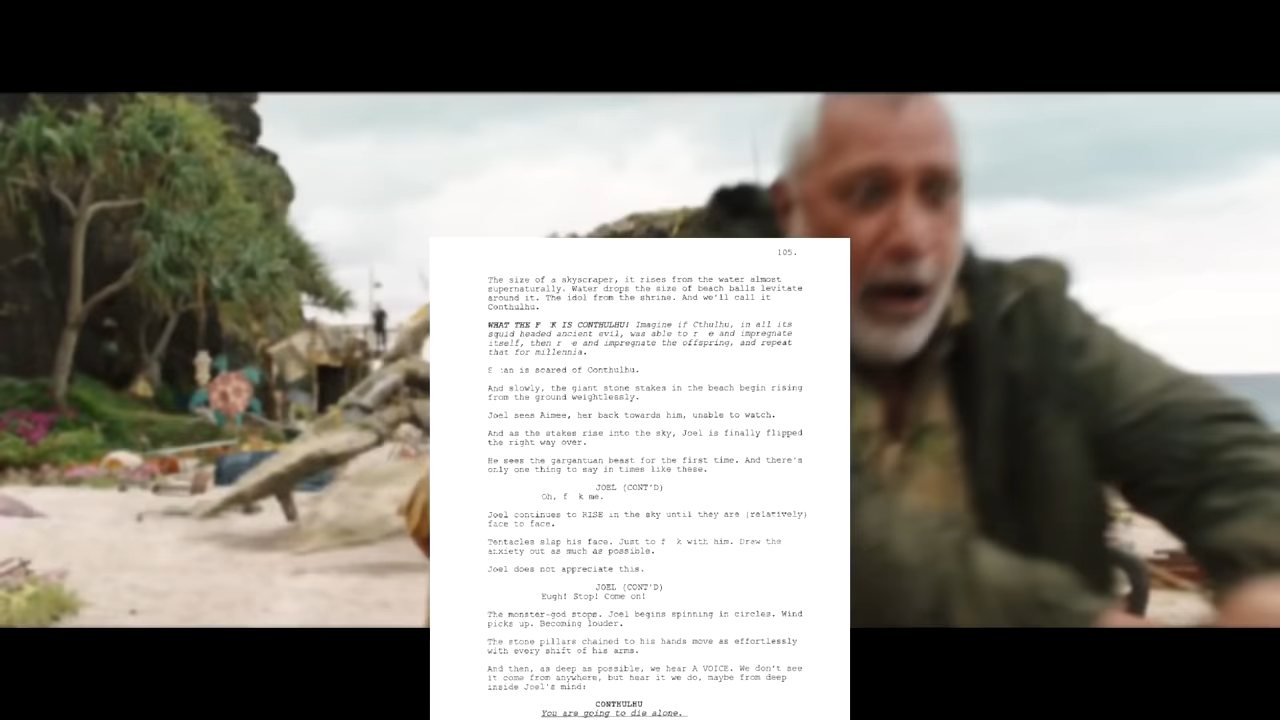 105.
The size of a skyscraper, it rises from the water almost
supernaturally. Water drops the size of beach balls levitate
around it. The idol from the shrine. And we'll call it
Conthulhu.
WHAT THE F K IS CONTHULHU! Imagine if Cthulhu, in all its
squid headed ancient evil, was able to r e and impregnate
itself, then r e and impregnate the offspring, and repeat
that for millennia.
S an is scared of Conthulhu.
And slowly, the giant stone stakes in the beach begin rising
from the ground weightlessly.
Joel sees Aimee, her back towards him, unable to watch.
And as the stakes rise into the sky, Joel is finally flipped
the right way over.
He sees the gargantuan beast for the first time. And there's
only one thing to say in times like these.
JOEL (CONT'D)
Oh, f k me.
Joel continues to RISE in the sky until they are (relatively)
face to face.
Tentacles slap his face. Just to f k with him. Draw the
anxiety out as much as possible.
Joel does not appreciate this.
JOEL (CONT'D)
Eugh! Stop! Come on!
The monster-god stops. Joel begins spinning in circles. Wind
picks up. Becoming louder.
The stone pillars chained to his hands move as effortlessly
with every shift of his arms.
And then, as deep as possible, we hear A VOICE. We don't see
it come from anywhere, but hear it we do, maybe from deep
inside Joel's mind:
CONTHULHU
You are going to die alone.